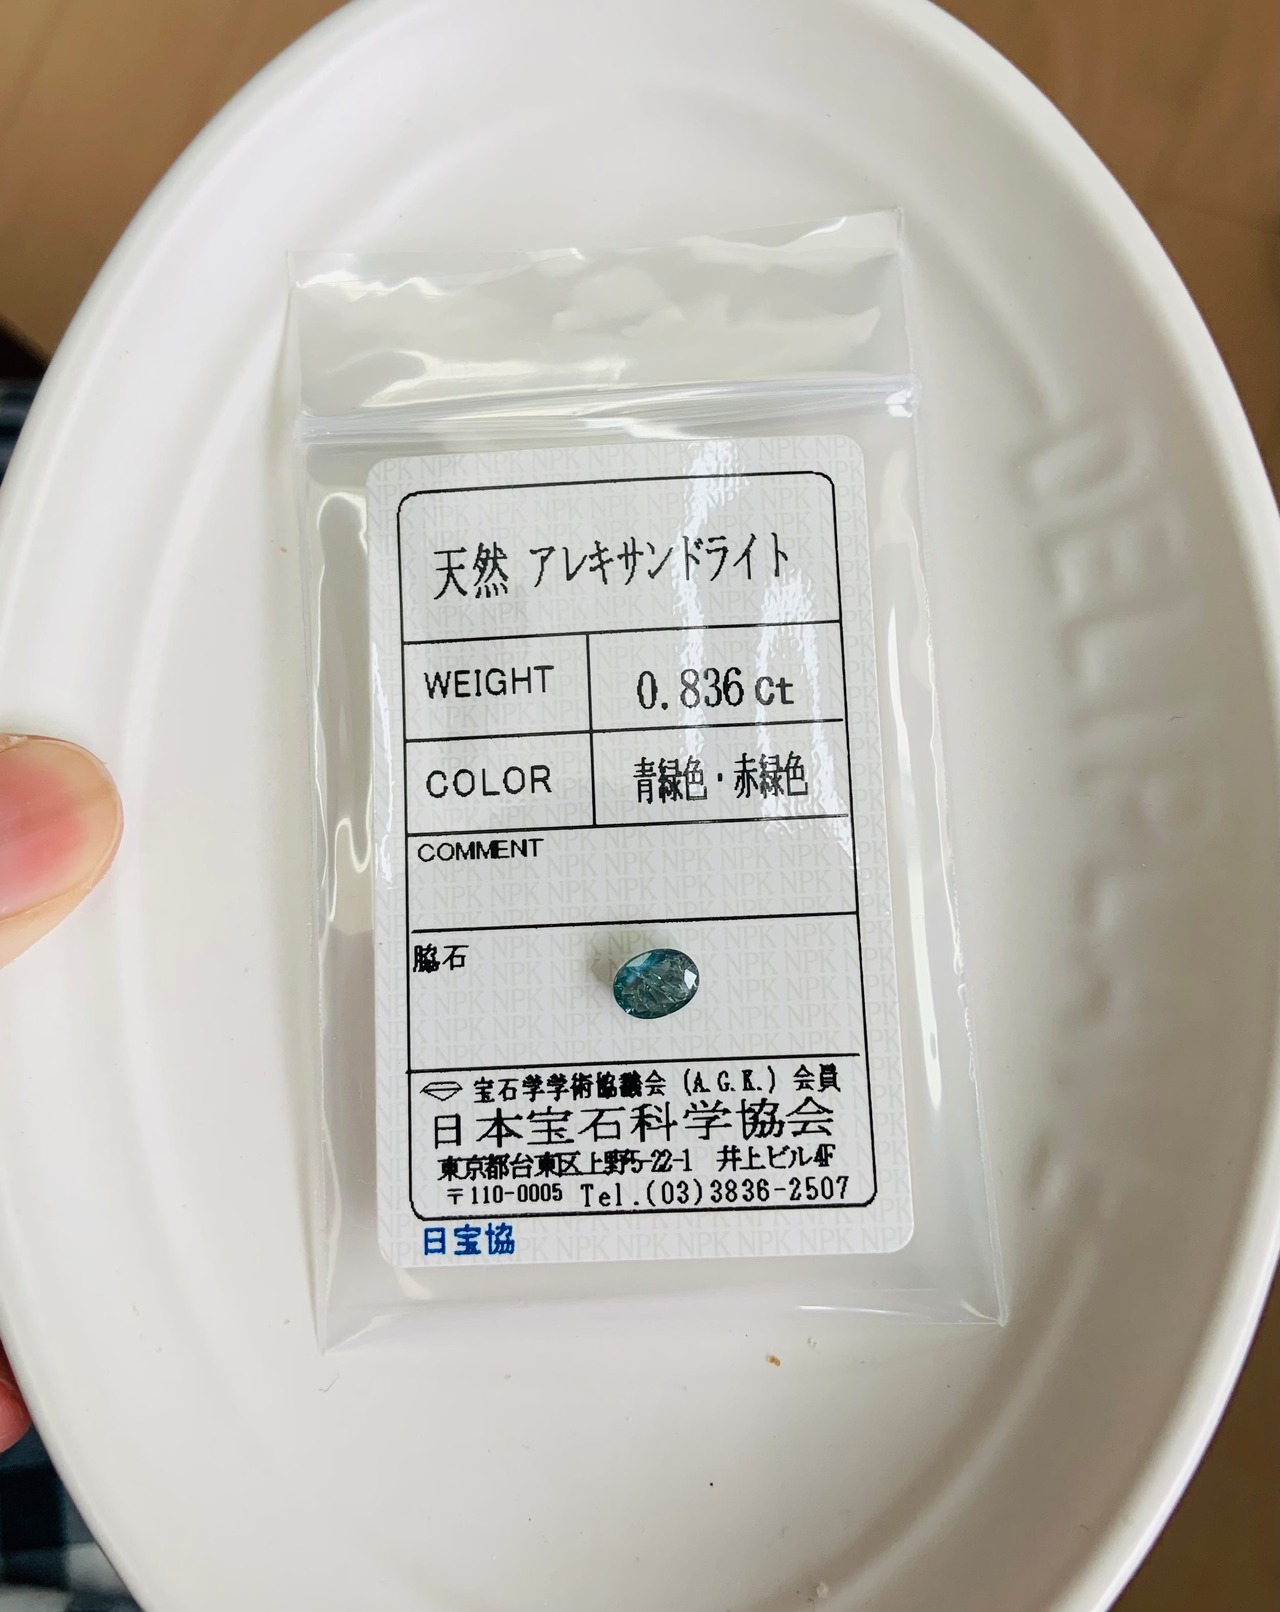 天然 アレキサンドライト
WEIGHT 0.836 ct
COLOR 青緑色・赤緑色
COMMENT
脇石
宝石学学術協議会 (A.G.K.) 会員
日本宝石科学協会
東京都台東区上野5-22-1 井上ビル4F
〒110-0005 Tel.(03)3836-2507
日宝協